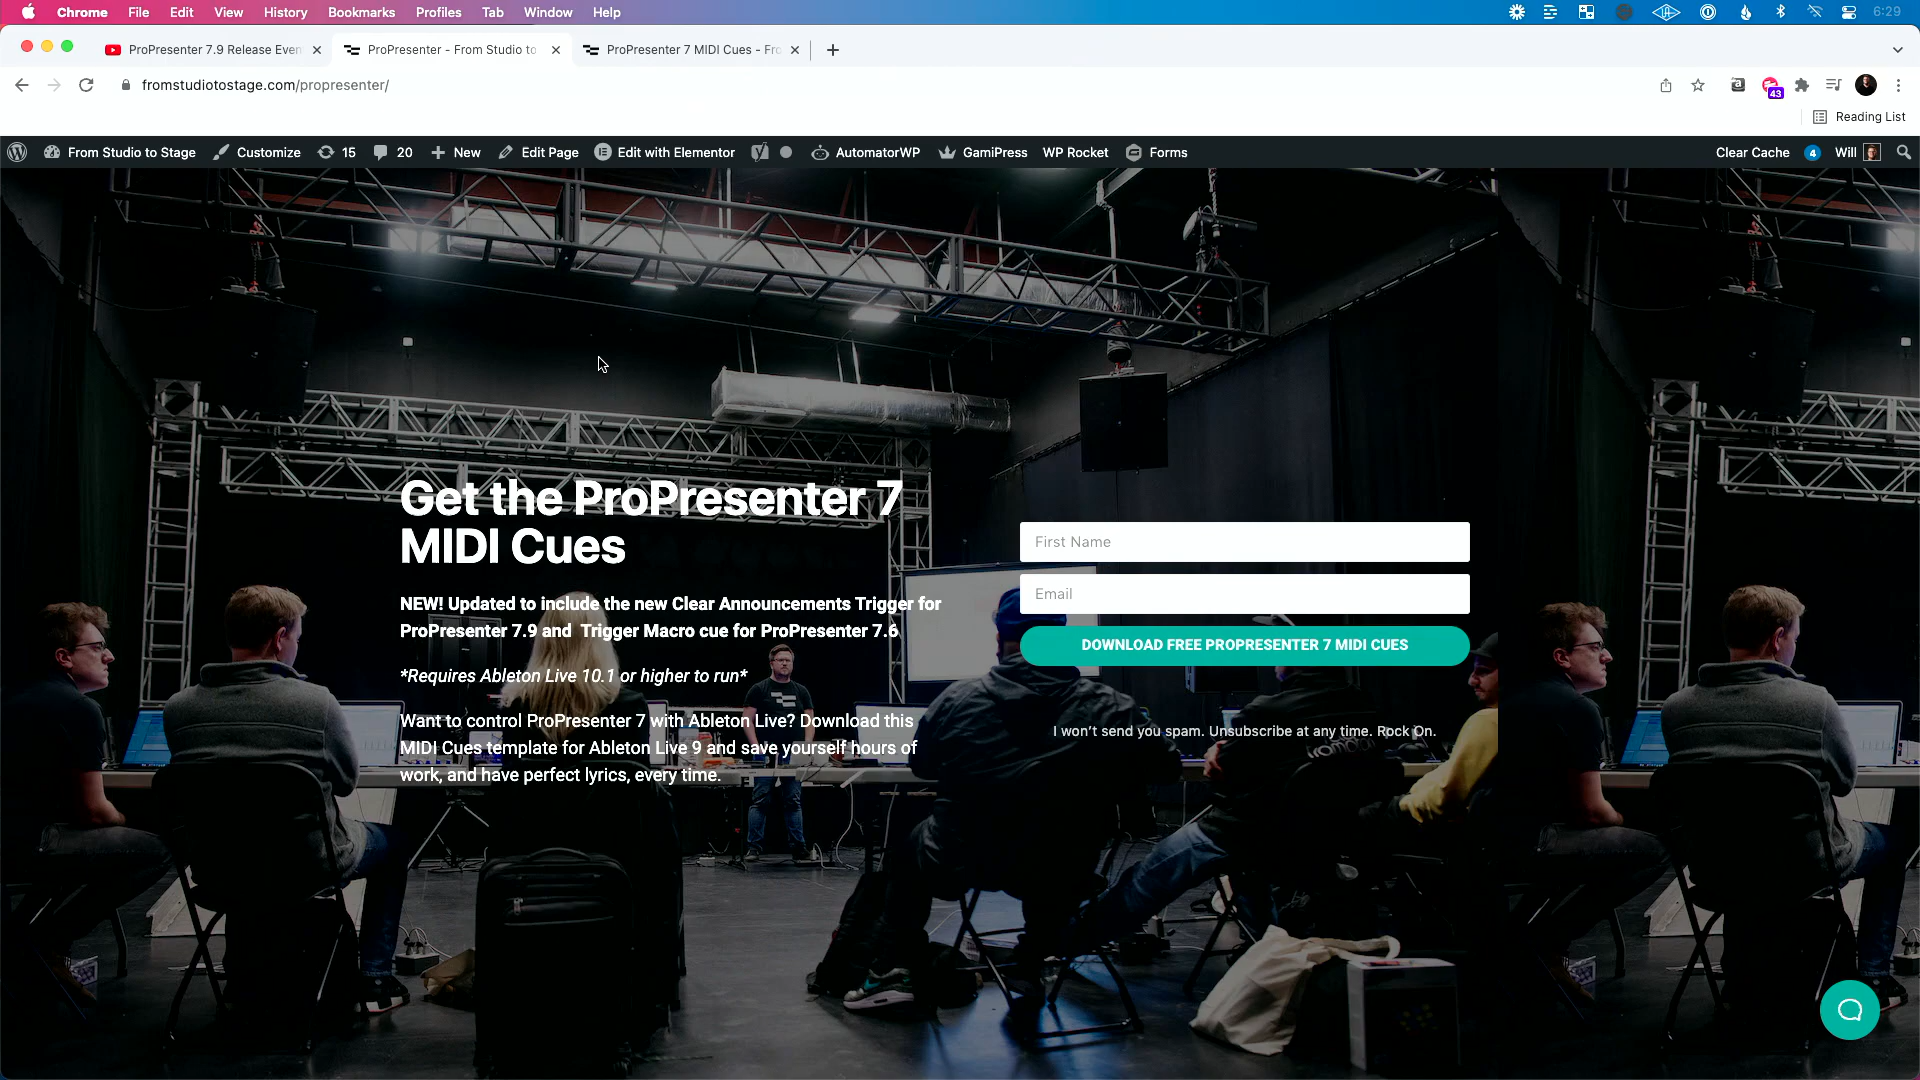 Chrome File Edit View History Bookmarks Profiles Tab Window Help 6:29
ProPresenter 7.9 Release Even ProPresenter - From Studio to ProPresenter 7 MIDI Cues - Fro
fromstudiotostage.com/propresenter/ 43
Reading List
From Studio to Stage Customize 15 20 New Edit Page Edit with Elementor AutomatorWP GamiPress WP Rocket Forms Clear Cache 4 Will
Get the ProPresenter 7
MIDI Cues
NEW! Updated to include the new Clear Announcements Trigger for
ProPresenter 7.9 and Trigger Macro cue for ProPresenter 7.6
*Requires Ableton Live 10.1 or higher to run*
Want to control ProPresenter 7 with Ableton Live? Download this
MIDI Cues template for Ableton Live 9 and save yourself hours of
work, and have perfect lyrics, every time.
First Name
Email
DOWNLOAD FREE PROPRESENTER 7 MIDI CUES
I won't send you spam. Unsubscribe at any time. Rock On.